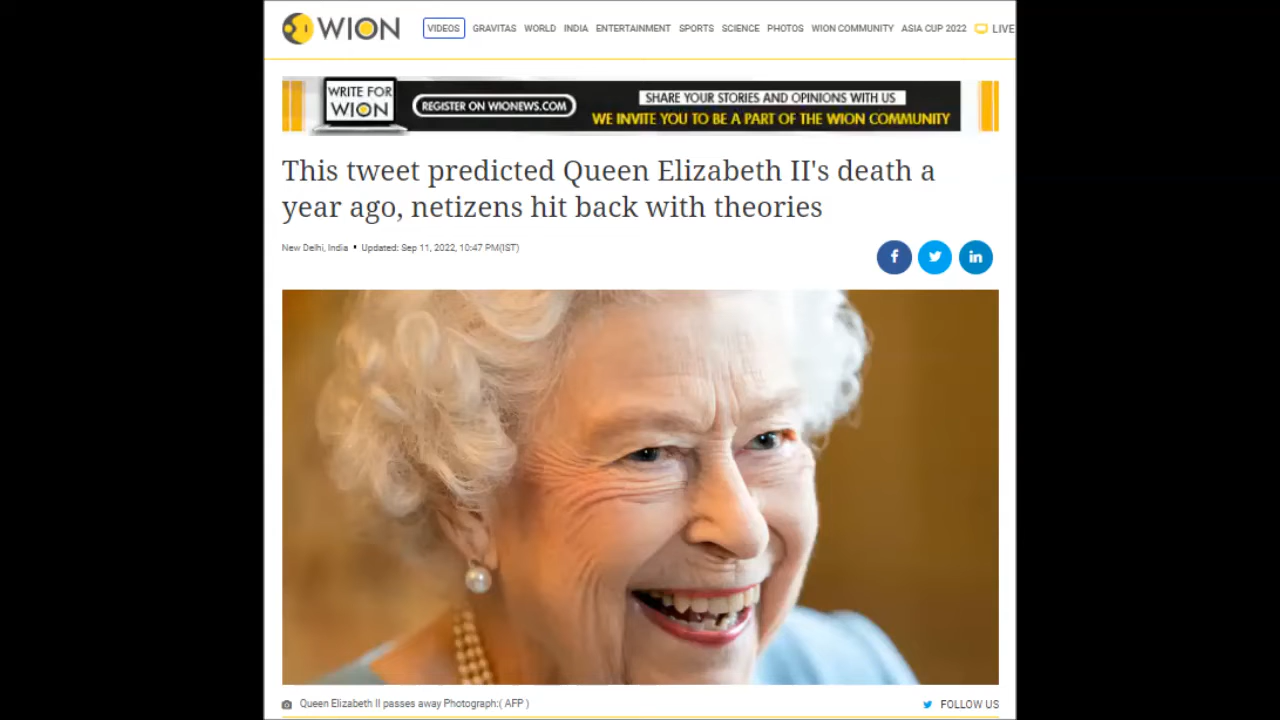 WION
VIDEOS GRAVITAS WORLD INDIA ENTERTAINMENT SPORTS SCIENCE PHOTOS WION COMMUNITY ASIA CUP 2022 LIVE
WRITE FOR
WION
REGISTER ON WIONEWS.COM
SHARE YOUR STORIES AND OPINIONS WITH US
WE INVITE YOU TO BE A PART OF THE WION COMMUNITY
This tweet predicted Queen Elizabeth II's death a
year ago, netizens hit back with theories
New Delhi, India • Updated: Sep 11, 2022, 10:47 PM(IST)
f in
Queen Elizabeth II passes away Photograph:( AFP ) FOLLOW US